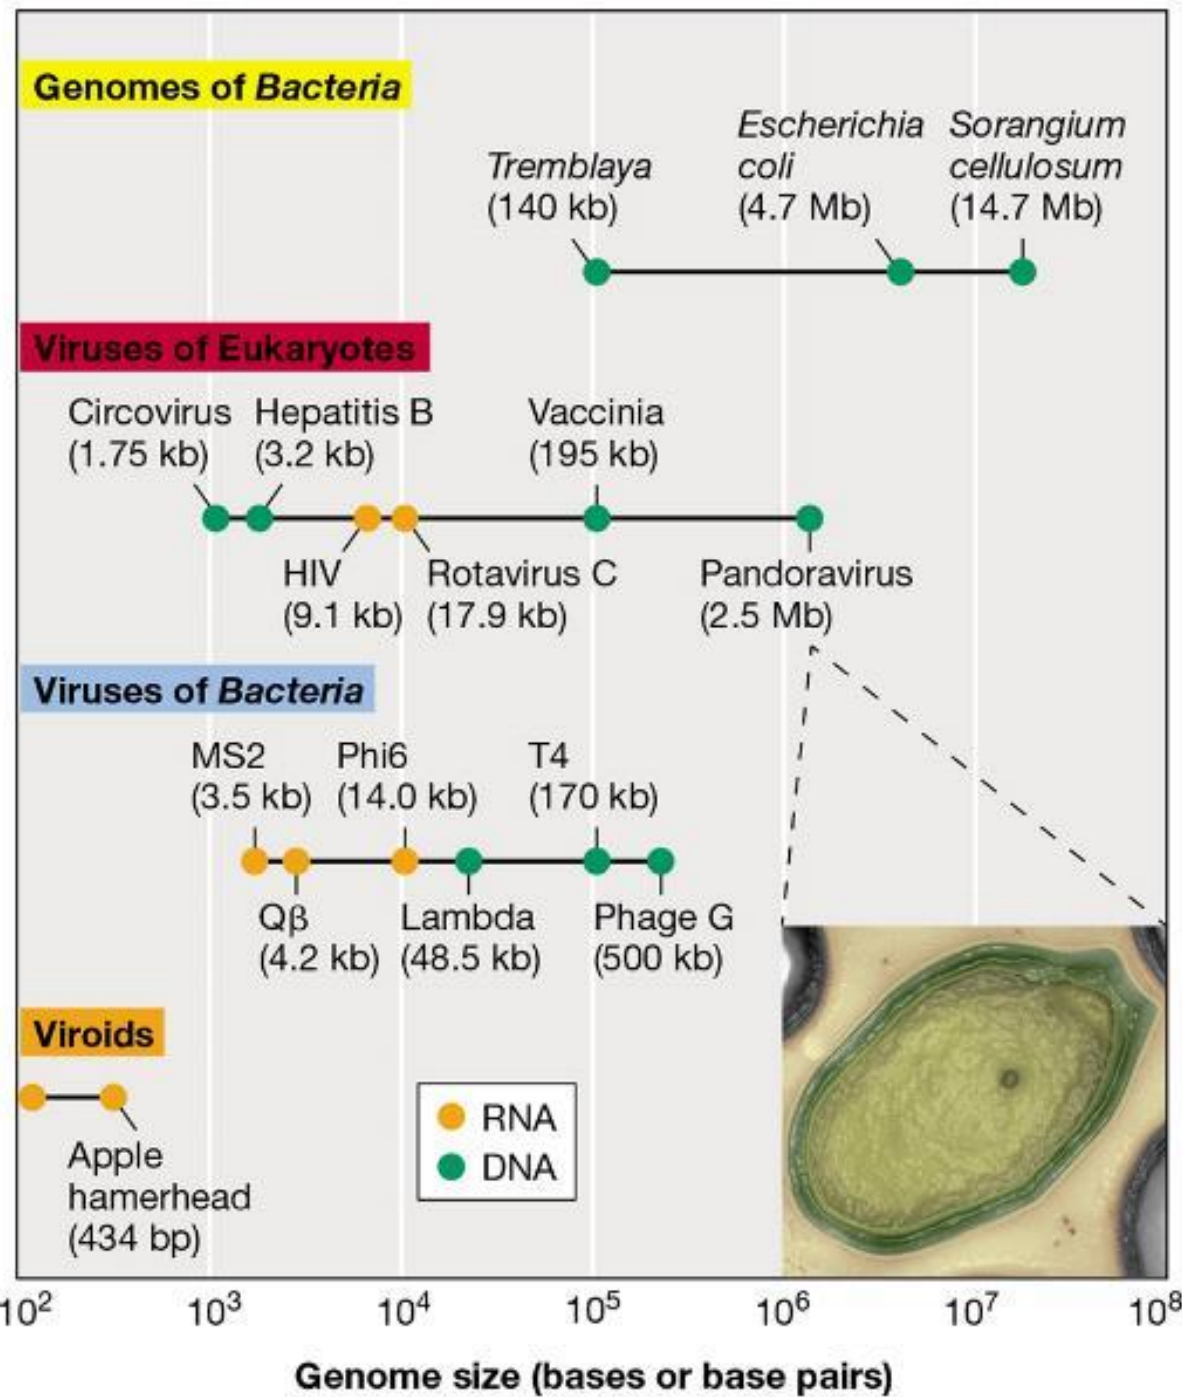 Genomes of Bacteria
Tremblaya
(140 kb)
Escherichia
coli
(4.7 Mb)
Sorangium
cellulosum
(14.7 Mb)
Viruses of Eukaryotes
Circovirus
(1.75 kb)
Hepatitis B
(3.2 kb)
Vaccinia
(195 kb)
HIV
(9.1 kb)
Rotavirus C
(17.9 kb)
Pandoravirus
(2.5 Mb)
Viruses of Bacteria
MS2
(3.5 kb)
Phi6
(14.0 kb)
T4
(170 kb)
Qβ
(4.2 kb)
Lambda
(48.5 kb)
Phage G
(500 kb)
Viroids
Apple
hamerhead
(434 bp)
RNA
DNA
10² 10³ 10⁴ 10⁵ 10⁶ 10⁷ 10⁸
Genome size (bases or base pairs)